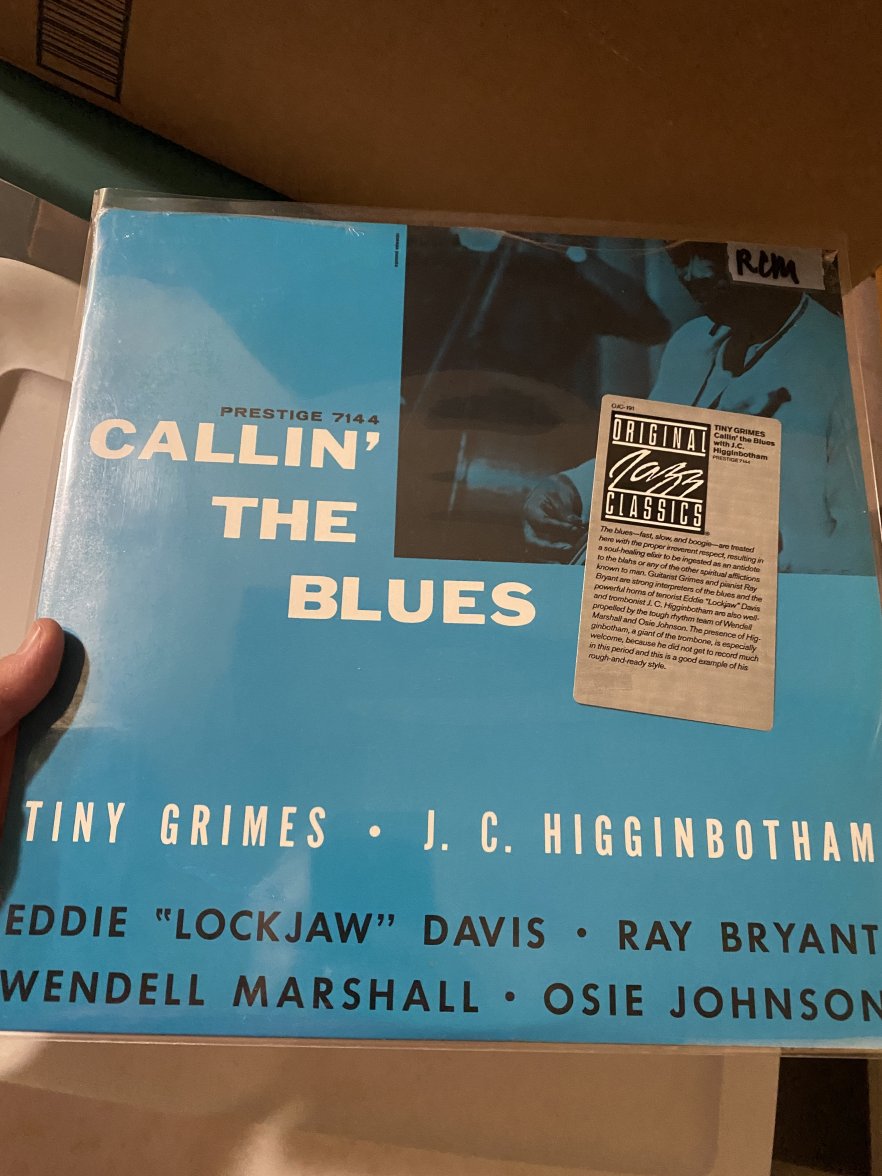 RCM
PRESTIGE 7144
CALLIN’
THE
BLUES
OJC-191
ORIGINAL
Jazz
CLASSICS
®
TINY GRIMES
Callin' the Blues
with J.C.
Higginbotham
PRESTIGE 7144
The blues—fast, slow, and boogie—are treated
here with the proper irreverent respect, resulting in
a soul-healing elixir to be ingested as an antidote
to the blahs or any of the other spiritual afflictions
known to man. Guitarist Grimes and pianist Ray
Bryant are strong interpreters of the blues and the
powerful horns of tenorist Eddie "Lockjaw" Davis
and trombonist J. C. Higginbotham are also well-
propelled by the tough rhythm team of Wendell
Marshall and Osie Johnson. The presence of Hig-
ginbotham, a giant of the trombone, is especially
welcome, because he did not get to record much
in this period and this is a good example of his
rough-and-ready style.
TINY GRIMES • J. C. HIGGINBOTHAM
EDDIE “LOCKJAW” DAVIS • RAY BRYANT
WENDELL MARSHALL • OSIE JOHNSON